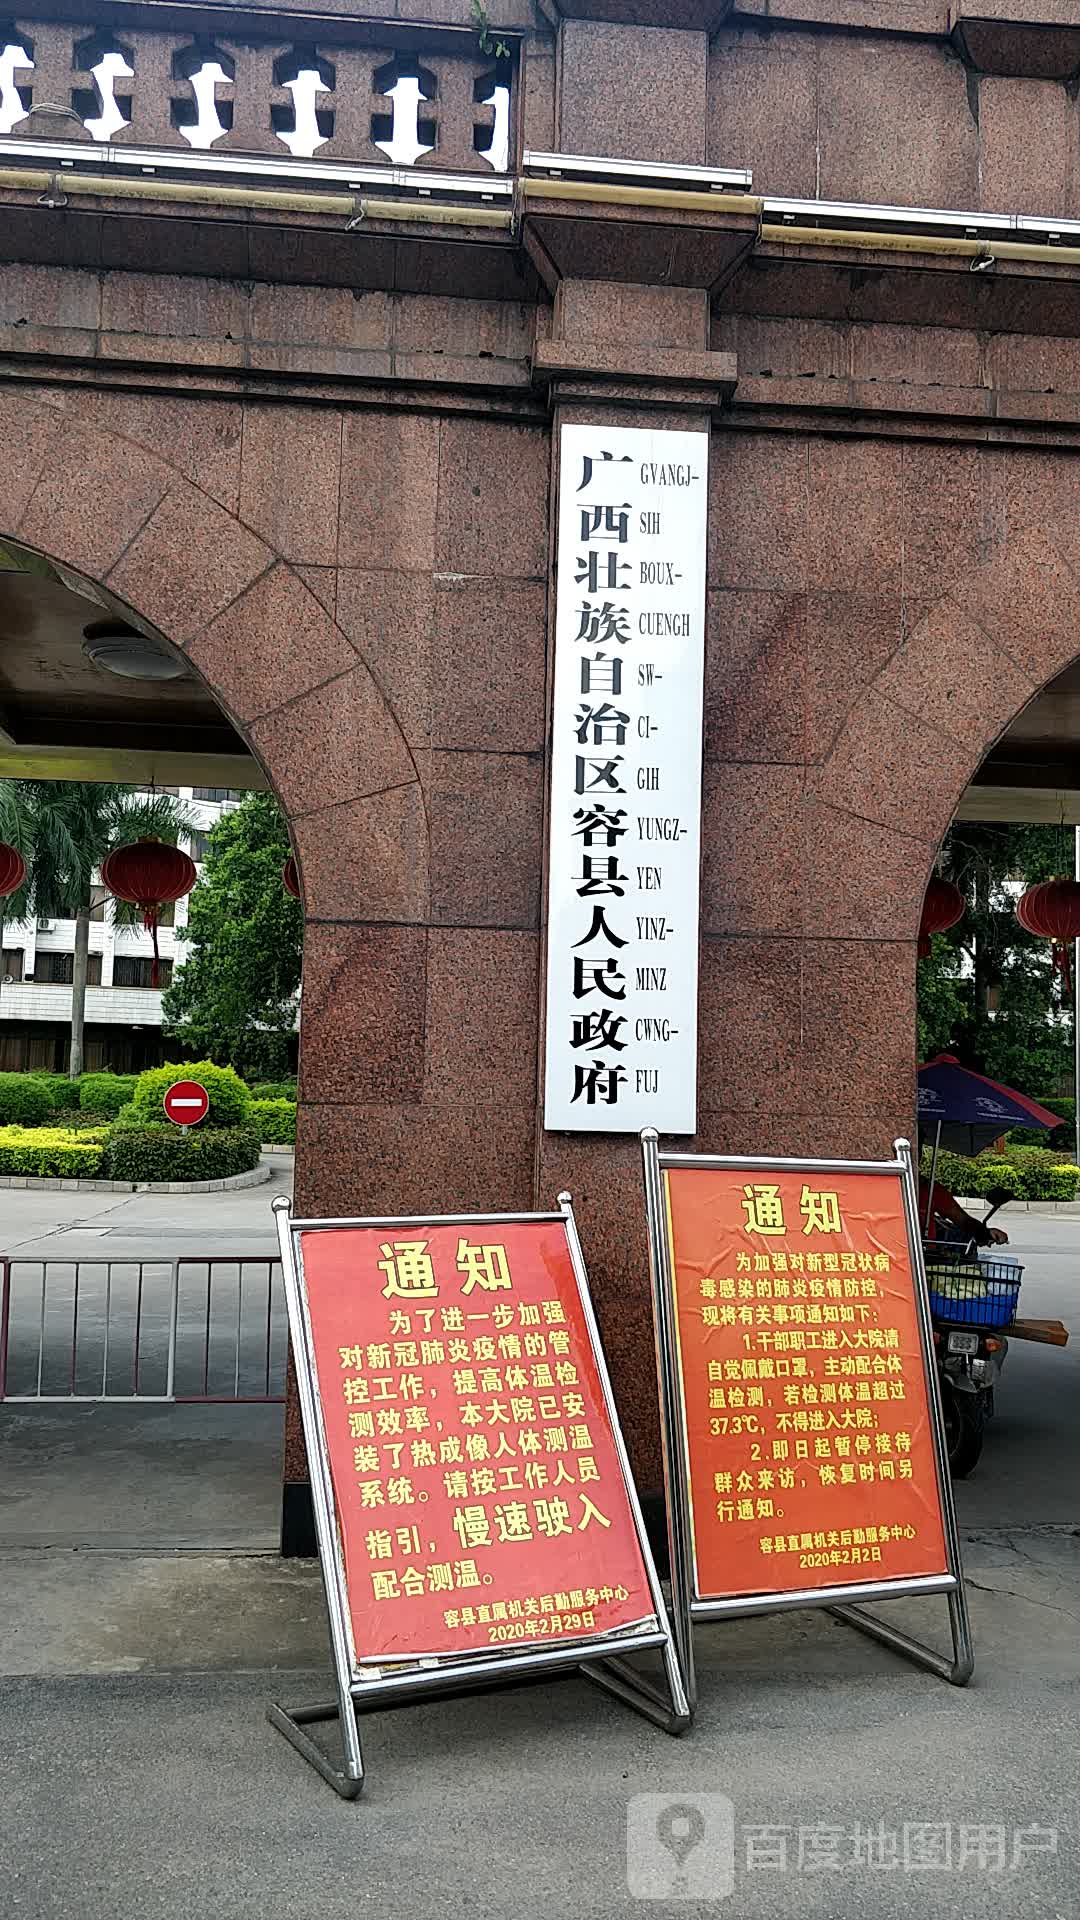 广西壮族自治区容县人民政府
GVANGJ-
SIH
BOUX-
CUENGH
SW-
CI-
GIH
YUNGZ-
YEN
YINZ-
MINZ
CWNG-
FUJ
通知
为了进一步加强
对新冠肺炎疫情的管
控工作，提高体温检
测效率，本大院已安
装了热成像人体测温
系统。请按工作人员
指引，慢速驶入
配合测温。
容县直属机关后勤服务中心
2020年2月29日
通知
为加强对新型冠状病
毒感染的肺炎疫情防控，
现将有关事项通知如下：
1.干部职工进入大院请
自觉佩戴口罩，主动配合体
温检测，若检测体温超过
37.3℃，不得进入大院；
2.即日起暂停接待
群众来访，恢复时间另
行通知。
容县直属机关后勤服务中心
2020年2月2日
百度地图用户